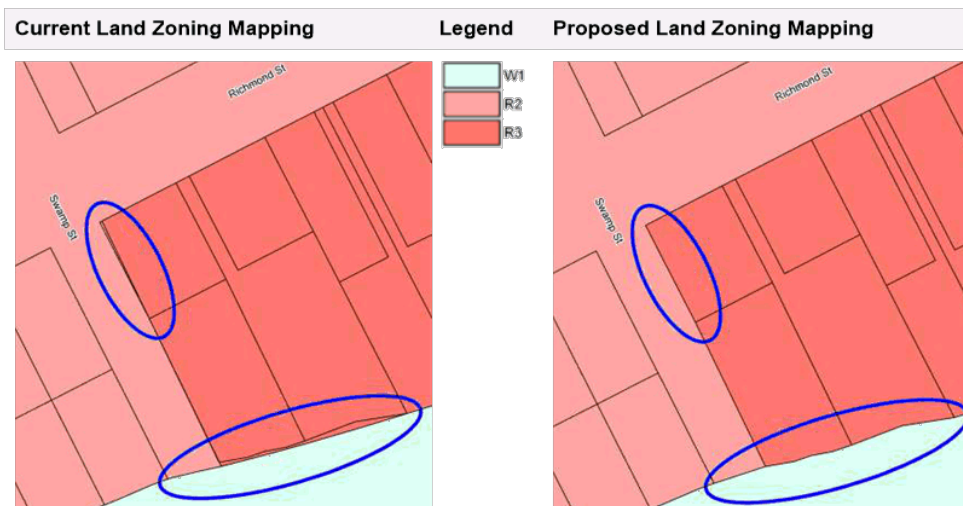 Current Land Zoning Mapping
Legend
Proposed Land Zoning Mapping
Richmond St
Swamp St
W1
R2
R3
Richmond St
Swamp St